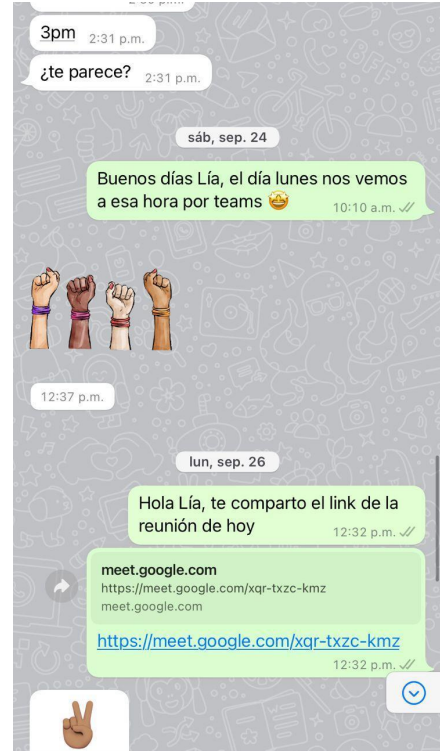 3pm 2:31 p.m.
¿te parece? 2:31 p.m.
sáb, sep. 24
Buenos días Lía, el día lunes nos vemos
a esa hora por teams 🤩 10:10 a.m.
12:37 p.m.
lun, sep. 26
Hola Lía, te comparto el link de la
reunión de hoy 12:32 p.m.
meet.google.com
https://meet.google.com/xqr-txzc-kmz
meet.google.com
https://meet.google.com/xqr-txzc-kmz
12:32 p.m.